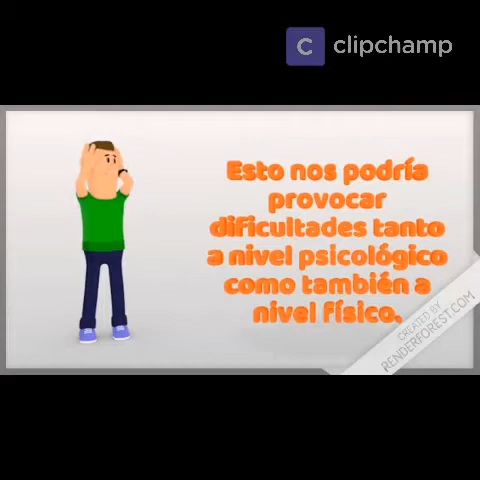 C clipchamp
Esto nos podría
provocar
dificultades tanto
a nivel psicológico
como también a
nivel físico.
CREATED BY
RENDERFOREST.COM